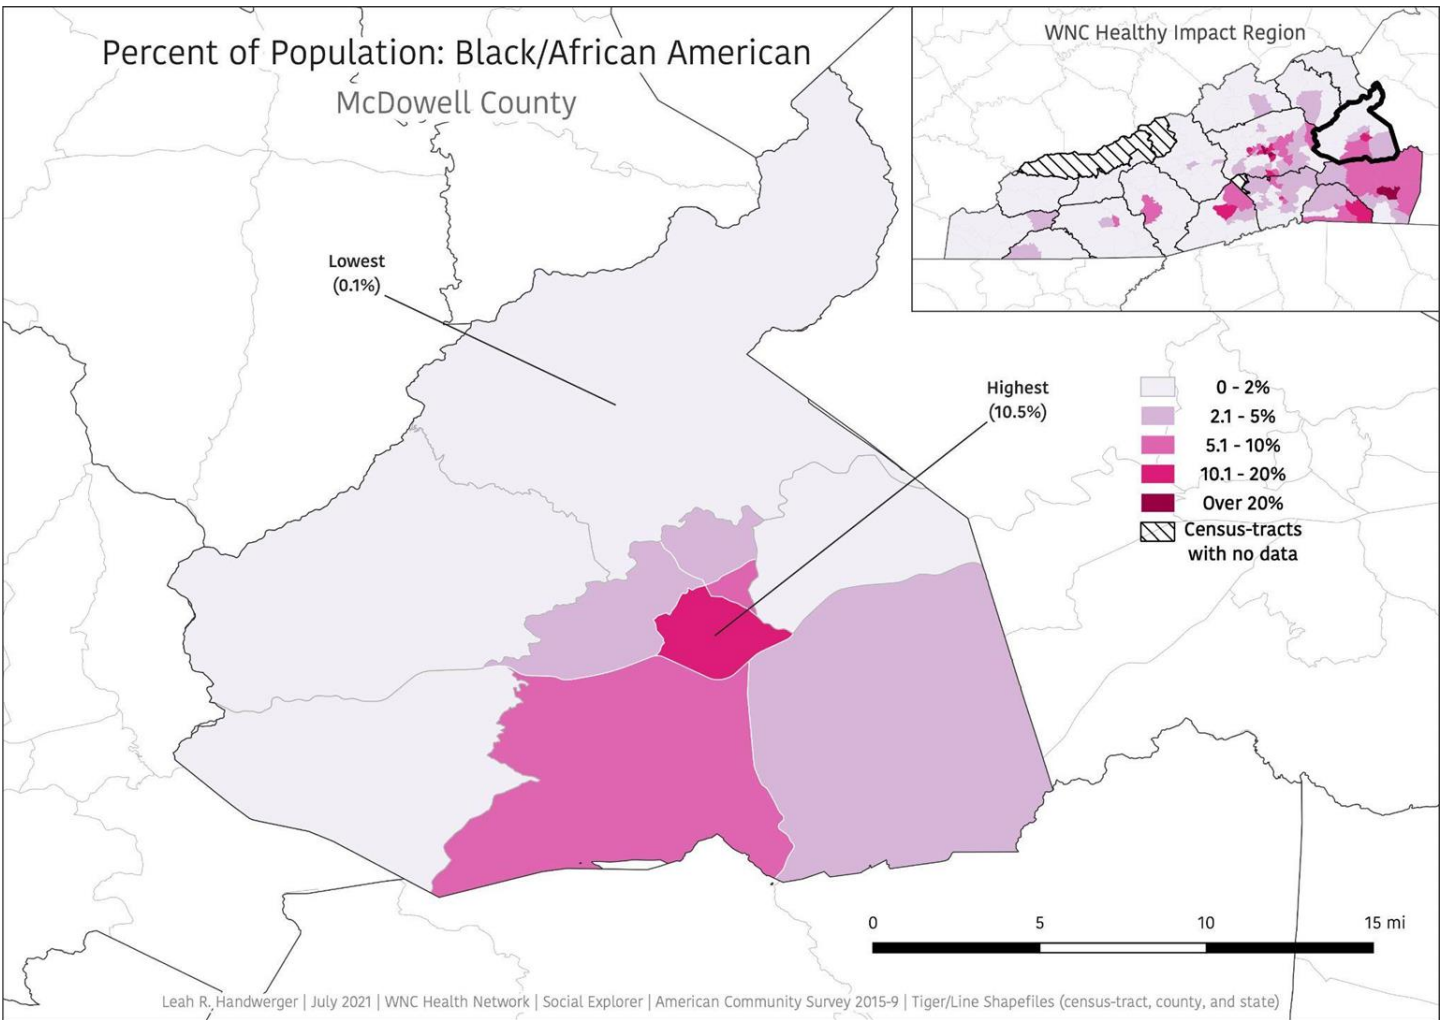 Percent of Population: Black/African American
McDowell County
WNC Healthy Impact Region
Lowest
(0.1%)
Highest
(10.5%)
0 - 2%
2.1 - 5%
5.1 - 10%
10.1 - 20%
Over 20%
Census-tracts
with no data
0 5 10 15 mi
Leah R. Handwerger | July 2021 | WNC Health Network | Social Explorer | American Community Survey 2015-9 | Tiger/Line Shapefiles (census-tract, county, and state)